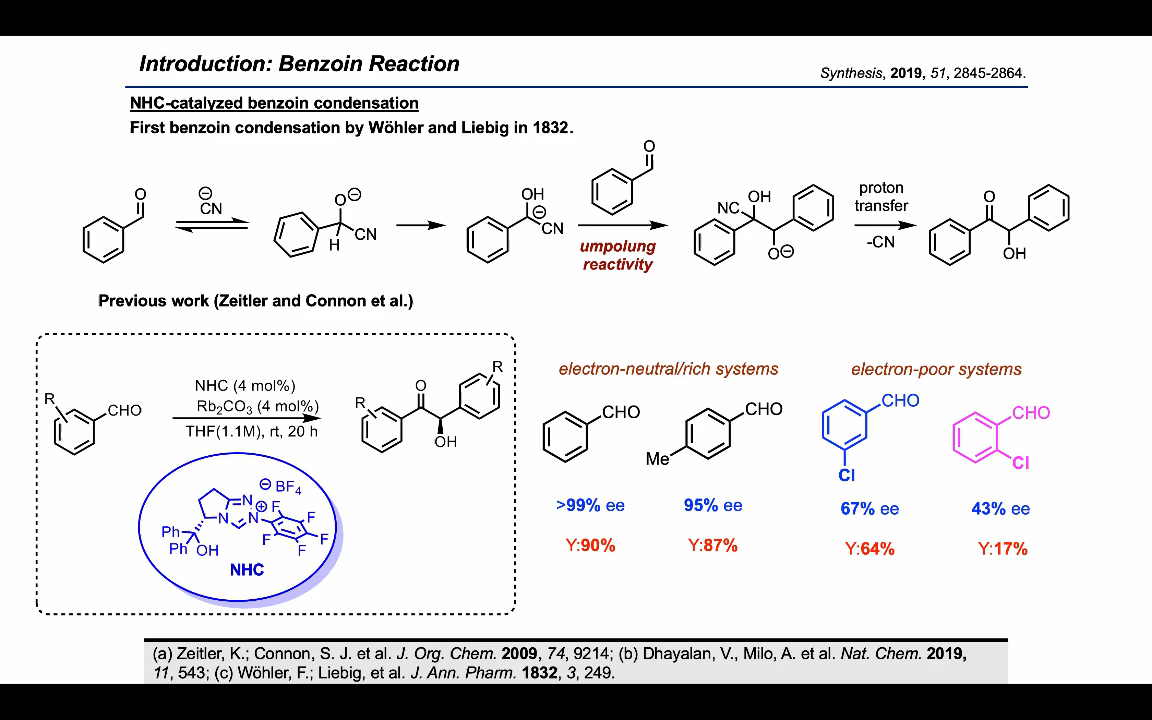 Introduction: Benzoin Reaction
Synthesis, 2019, 51, 2845-2864.
NHC-catalyzed benzoin condensation
First benzoin condensation by Wöhler and Liebig in 1832.
O
⊖
CN
O⊖
CN
H
OH
⊖
CN
O
umpolung
reactivity
NC
OH
O⊖
proton
transfer
-CN
O
OH
Previous work (Zeitler and Connon et al.)
R
CHO
NHC (4 mol%)
Rb2CO3 (4 mol%)
THF(1.1M), rt, 20 h
R
O
R
OH
⊖ BF4
N
⊕
N
N
F
F
F
F
F
Ph
Ph
OH
NHC
electron-neutral/rich systems
electron-poor systems
CHO
CHO
Me
CHO
Cl
CHO
Cl
>99% ee
95% ee
67% ee
43% ee
Y:90%
Y:87%
Y:64%
Y:17%
(a) Zeitler, K.; Connon, S. J. et al. J. Org. Chem. 2009, 74, 9214; (b) Dhayalan, V., Milo, A. et al. Nat. Chem. 2019,
11, 543; (c) Wöhler, F.; Liebig, et al. J. Ann. Pharm. 1832, 3, 249.